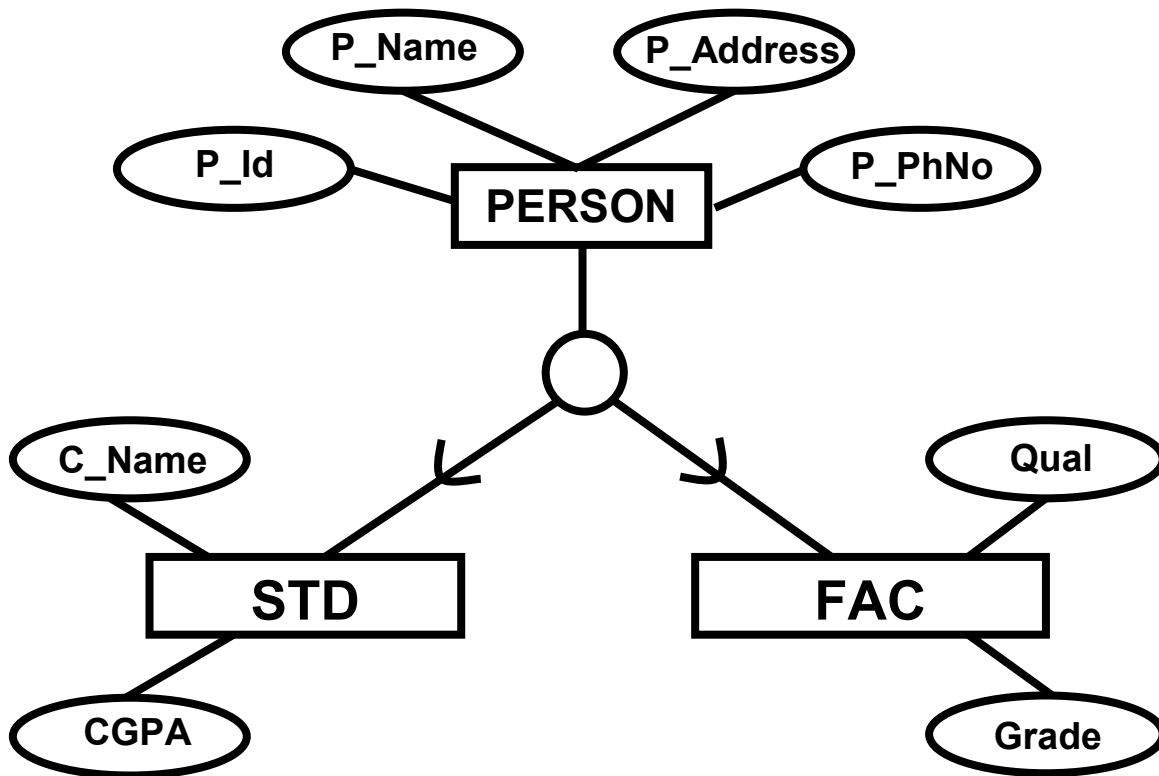 P_Name
P_Address
P_Id
P_PhNo
PERSON
C_Name
Qual
STD
FAC
CGPA
Grade